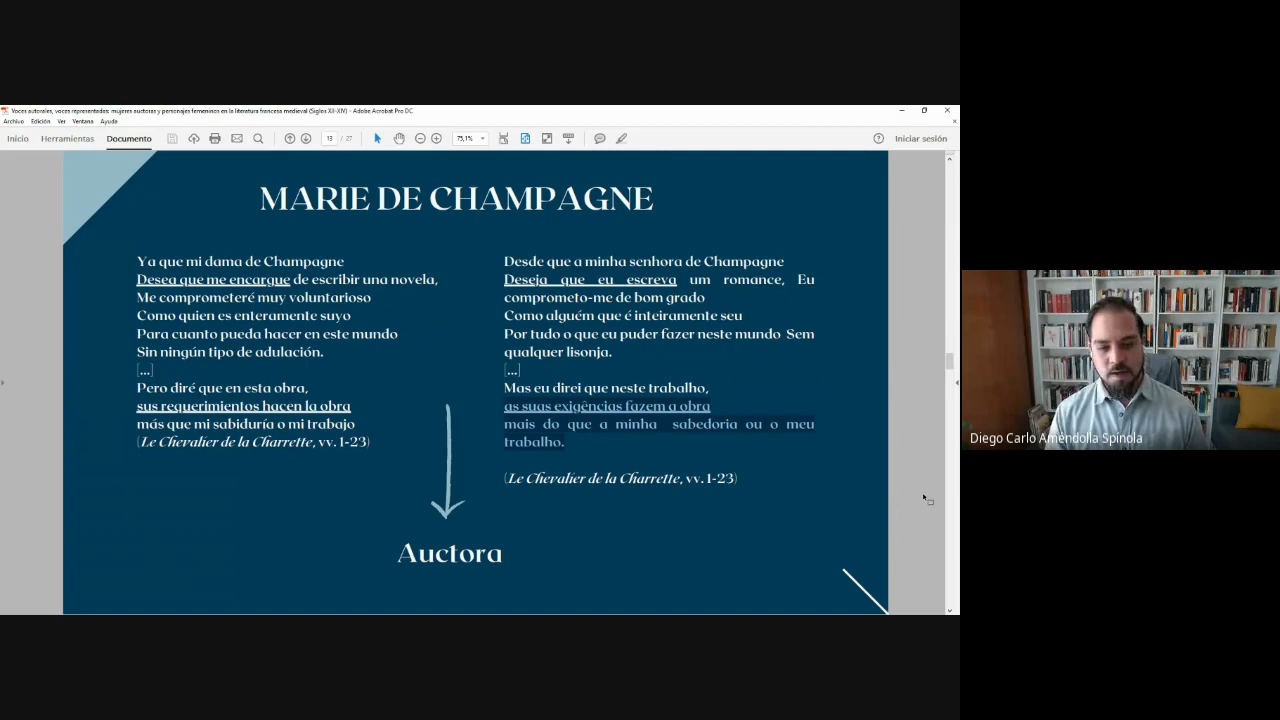 Voces autorales, voces representadas: mujeres auctoras y personajes femeninos en la literatura francesa medieval (Siglos XII-XIV) - Adobe Acrobat Pro DC
Archivo Edición Ver Ventana Ayuda
Inicio Herramientas Documento 13 / 27 75,1% Iniciar sesión
MARIE DE CHAMPAGNE
Ya que mi dama de Champagne
Desea que me encargue de escribir una novela,
Me comprometeré muy voluntarioso
Como quien es enteramente suyo
Para cuanto pueda hacer en este mundo
Sin ningún tipo de adulación.
[...]
Pero diré que en esta obra,
sus requerimientos hacen la obra
más que mi sabiduría o mi trabajo
(Le Chevalier de la Charrette, vv. 1-23)
Desde que a minha senhora de Champagne
Deseja que eu escreva um romance, Eu
comprometo-me de bom grado
Como alguém que é inteiramente seu
Por tudo o que eu puder fazer neste mundo Sem
qualquer lisonja.
[...]
Mas eu direi que neste trabalho,
as suas exigências fazem a obra
mais do que a minha sabedoria ou o meu
trabalho.
(Le Chevalier de la Charrette, vv. 1-23)
Auctora
Diego Carlo Améndolla Spínola